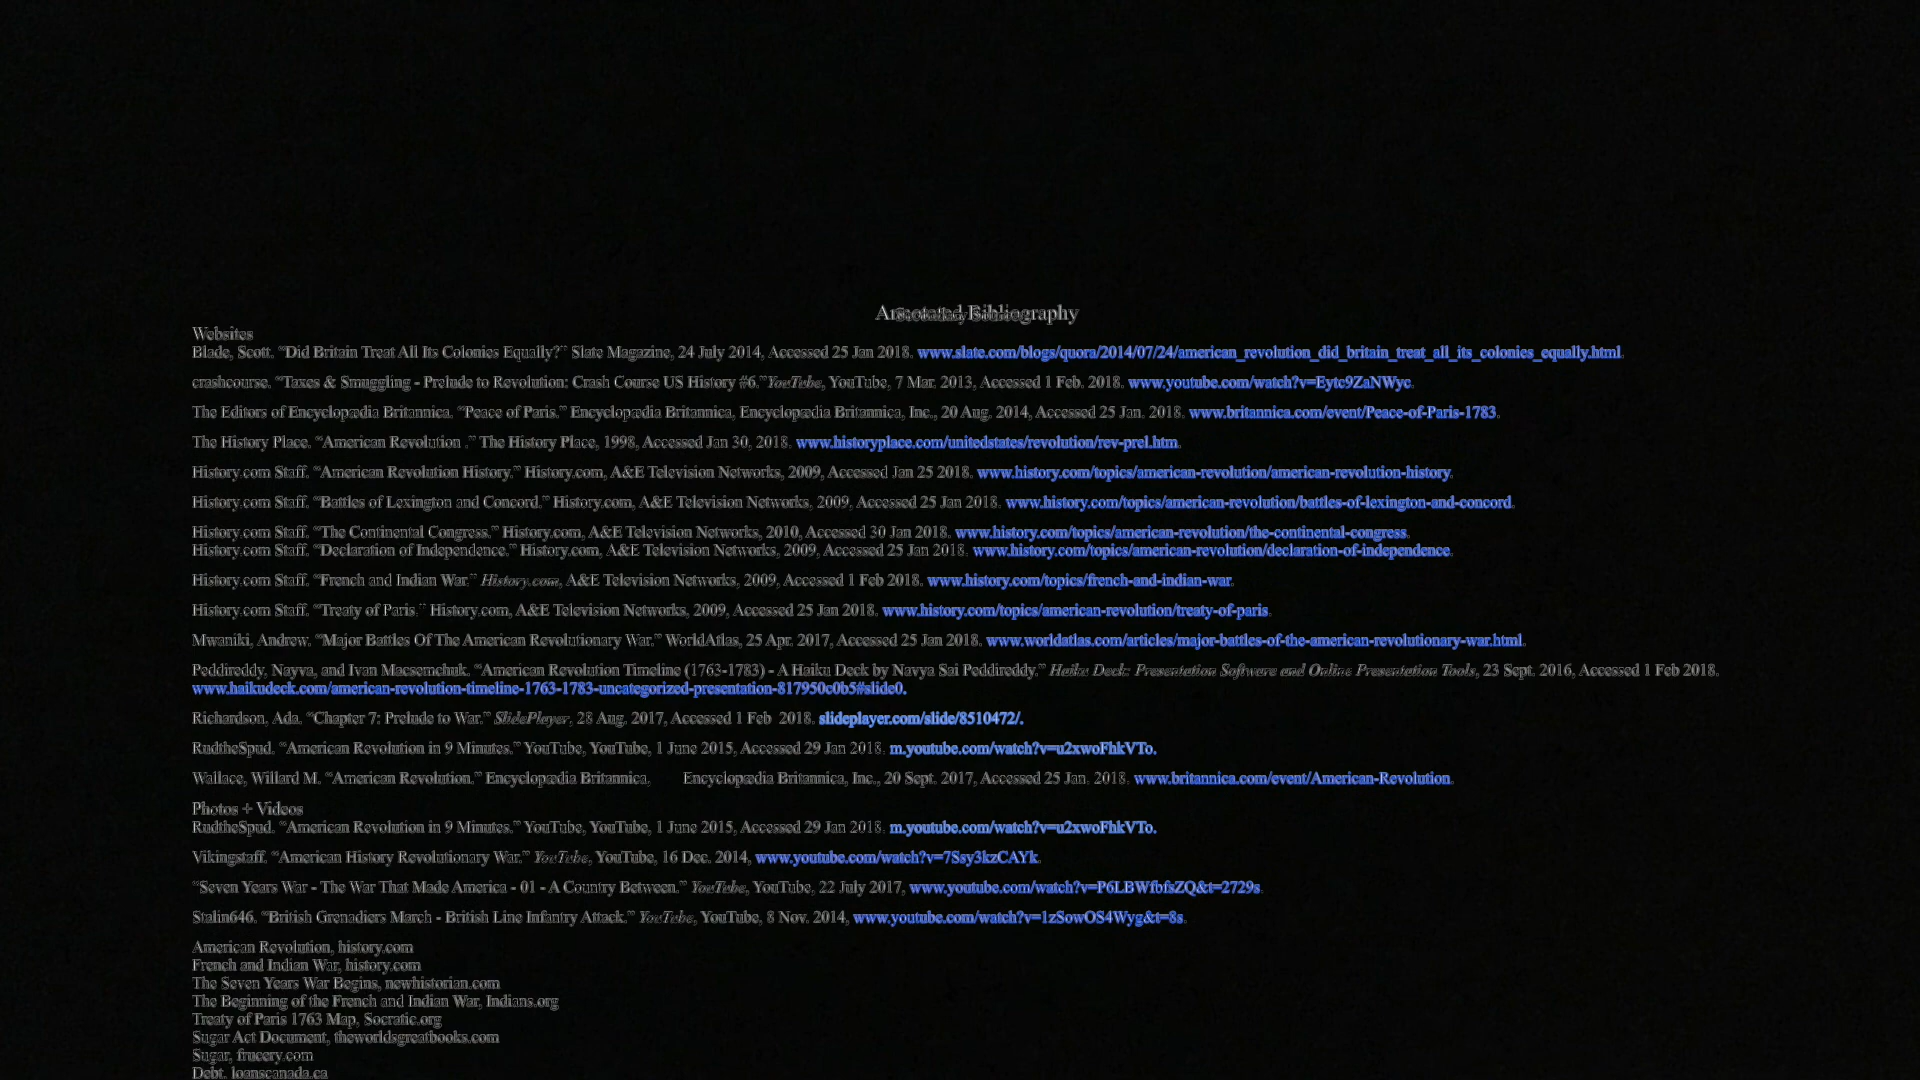 Annotated Bibliography
Websites
Blade, Scott. “Did Britain Treat All Its Colonies Equally?” Slate Magazine, 24 July 2014, Accessed 25 Jan 2018. www.slate.com/blogs/quora/2014/07/24/american_revolution_did_britain_treat_all_its_colonies_equally.html.
crashcourse. “Taxes & Smuggling - Prelude to Revolution: Crash Course US History #6.” YouTube, YouTube, 7 Mar. 2013, Accessed 1 Feb. 2018. www.youtube.com/watch?v=Eytc9ZaNWyc.
The Editors of Encyclopædia Britannica. “Peace of Paris.” Encyclopædia Britannica, Encyclopædia Britannica, Inc., 20 Aug. 2014, Accessed 25 Jan. 2018. www.britannica.com/event/Peace-of-Paris-1783.
The History Place. “American Revolution .” The History Place, 1998, Accessed Jan 30, 2018. www.historyplace.com/unitedstates/revolution/rev-prel.htm.
History.com Staff. “American Revolution History.” History.com, A&E Television Networks, 2009, Accessed Jan 25 2018. www.history.com/topics/american-revolution/american-revolution-history.
History.com Staff. “Battles of Lexington and Concord.” History.com, A&E Television Networks, 2009, Accessed 25 Jan 2018. www.history.com/topics/american-revolution/battles-of-lexington-and-concord.
History.com Staff. “The Continental Congress.” History.com, A&E Television Networks, 2010, Accessed 30 Jan 2018. www.history.com/topics/american-revolution/the-continental-congress.
History.com Staff. “Declaration of Independence.” History.com, A&E Television Networks, 2009, Accessed 25 Jan 2018. www.history.com/topics/american-revolution/declaration-of-independence.
History.com Staff. “French and Indian War.” History.com, A&E Television Networks, 2009, Accessed 1 Feb 2018. www.history.com/topics/french-and-indian-war.
History.com Staff. “Treaty of Paris.” History.com, A&E Television Networks, 2009, Accessed 25 Jan 2018. www.history.com/topics/american-revolution/treaty-of-paris.
Mwaniki, Andrew. “Major Battles Of The American Revolutionary War.” WorldAtlas, 25 Apr. 2017, Accessed 25 Jan 2018. www.worldatlas.com/articles/major-battles-of-the-american-revolutionary-war.html.
Peddireddy, Nayva, and Ivan Macsemchuk. “American Revolution Timeline (1763-1783) - A Haiku Deck by Navya Sai Peddireddy.” Haiku Deck: Presentation Software and Online Presentation Tools, 23 Sept. 2016, Accessed 1 Feb 2018.
www.haikudeck.com/american-revolution-timeline-1763-1783-uncategorized-presentation-817950c0b5#slide0.
Richardson, Ada. “Chapter 7: Prelude to War.” SlidePlayer, 28 Aug. 2017, Accessed 1 Feb 2018. slideplayer.com/slide/8510472/.
RudtheSpud. “American Revolution in 9 Minutes.” YouTube, YouTube, 1 June 2015, Accessed 29 Jan 2018. m.youtube.com/watch?v=u2xwoFhkVTo.
Wallace, Willard M. “American Revolution.” Encyclopædia Britannica, Encyclopædia Britannica, Inc., 20 Sept. 2017, Accessed 25 Jan. 2018. www.britannica.com/event/American-Revolution.
Photos + Videos
RudtheSpud. “American Revolution in 9 Minutes.” YouTube, YouTube, 1 June 2015, Accessed 29 Jan 2018. m.youtube.com/watch?v=u2xwoFhkVTo.
Vikingstaff. “American History Revolutionary War.” YouTube, YouTube, 16 Dec. 2014, www.youtube.com/watch?v=7Ssy3kzCAYk.
“Seven Years War - The War That Made America - 01 - A Country Between.” YouTube, YouTube, 22 July 2017, www.youtube.com/watch?v=P6LBWfbfsZQ&t=2729s.
Stalin646. “British Grenadiers March - British Line Infantry Attack.” YouTube, YouTube, 8 Nov. 2014, www.youtube.com/watch?v=1zSowOS4Wyg&t=8s.
American Revolution, history.com
French and Indian War, history.com
The Seven Years War Begins, newhistorian.com
The Beginning of the French and Indian War, Indians.org
Treaty of Paris 1763 Map, Socratic.org
Sugar Act Document, theworldsgreatbooks.com
Sugar, frucery.com
Debt, loanscanada.ca